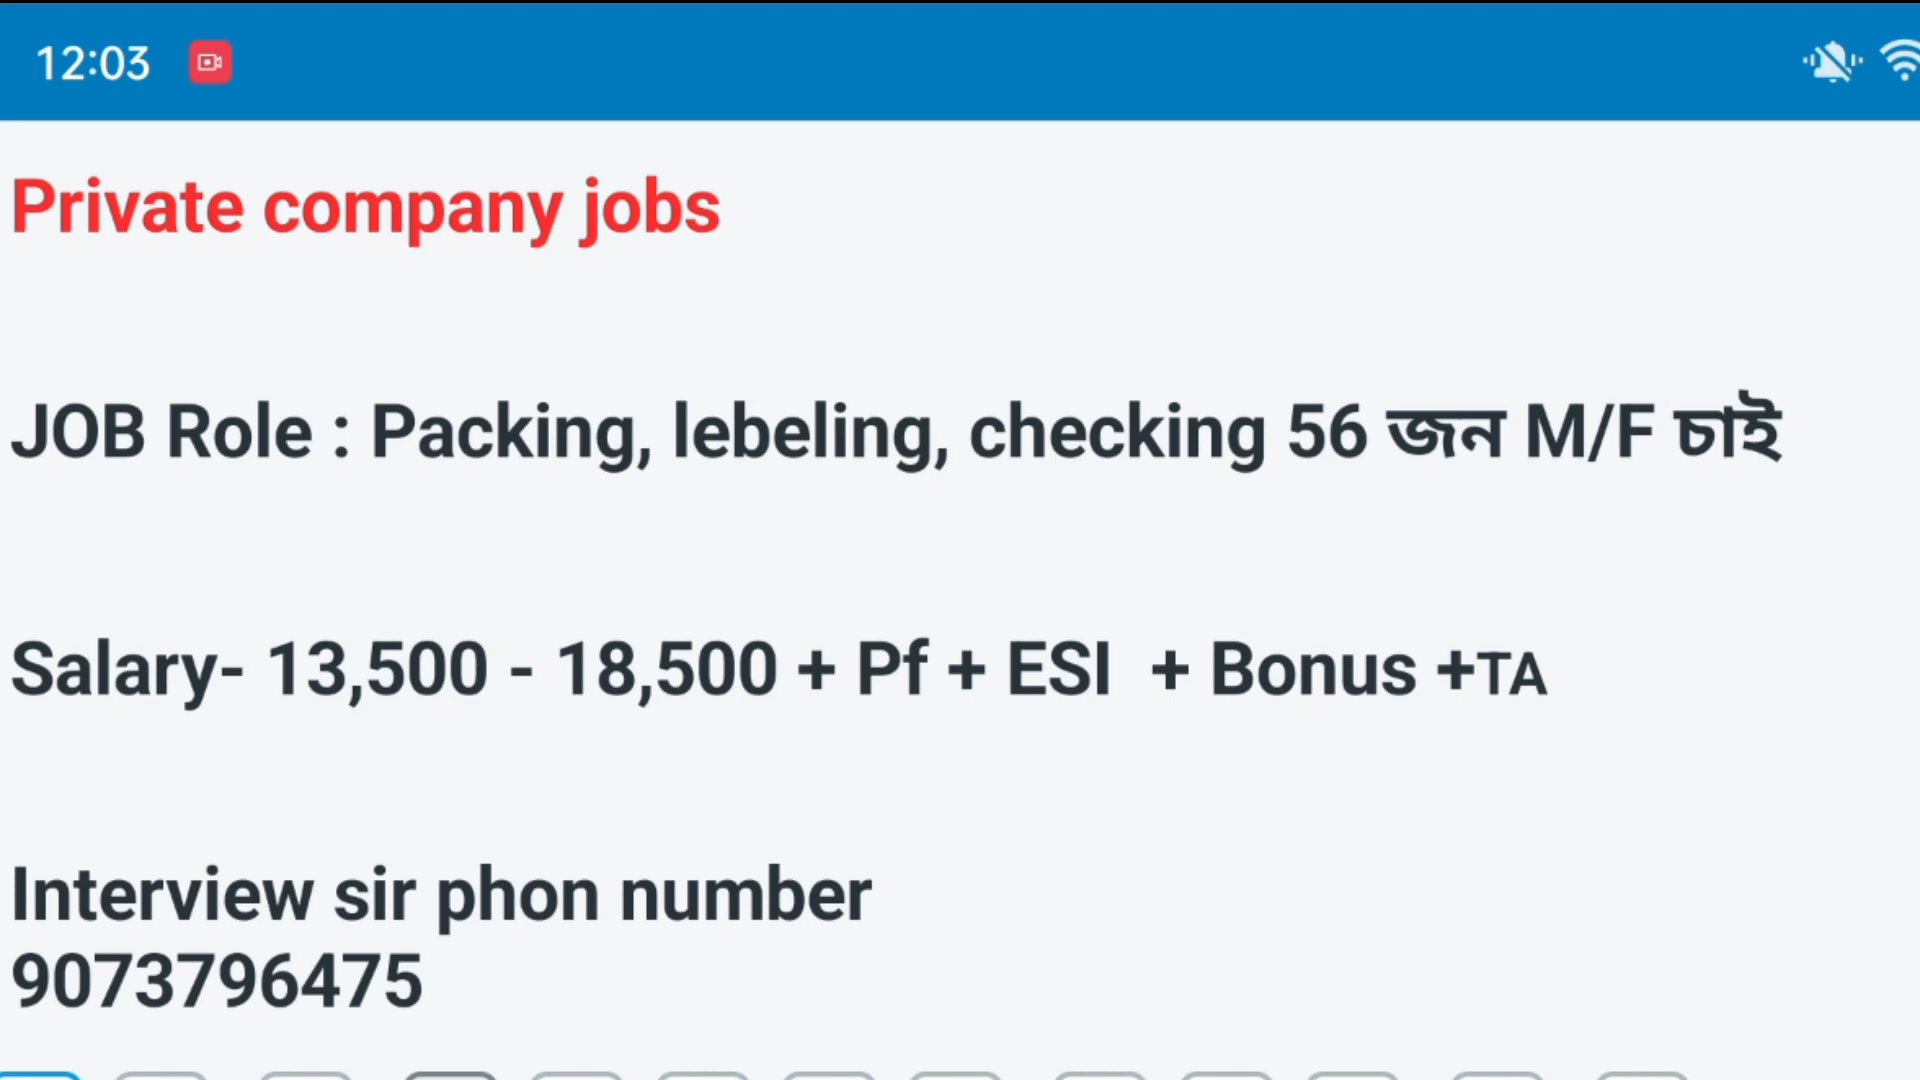 12:03
Private company jobs
JOB Role : Packing, lebeling, checking 56 জন M/F চাই
Salary- 13,500 - 18,500 + Pf + ESI + Bonus +TA
Interview sir phon number
9073796475